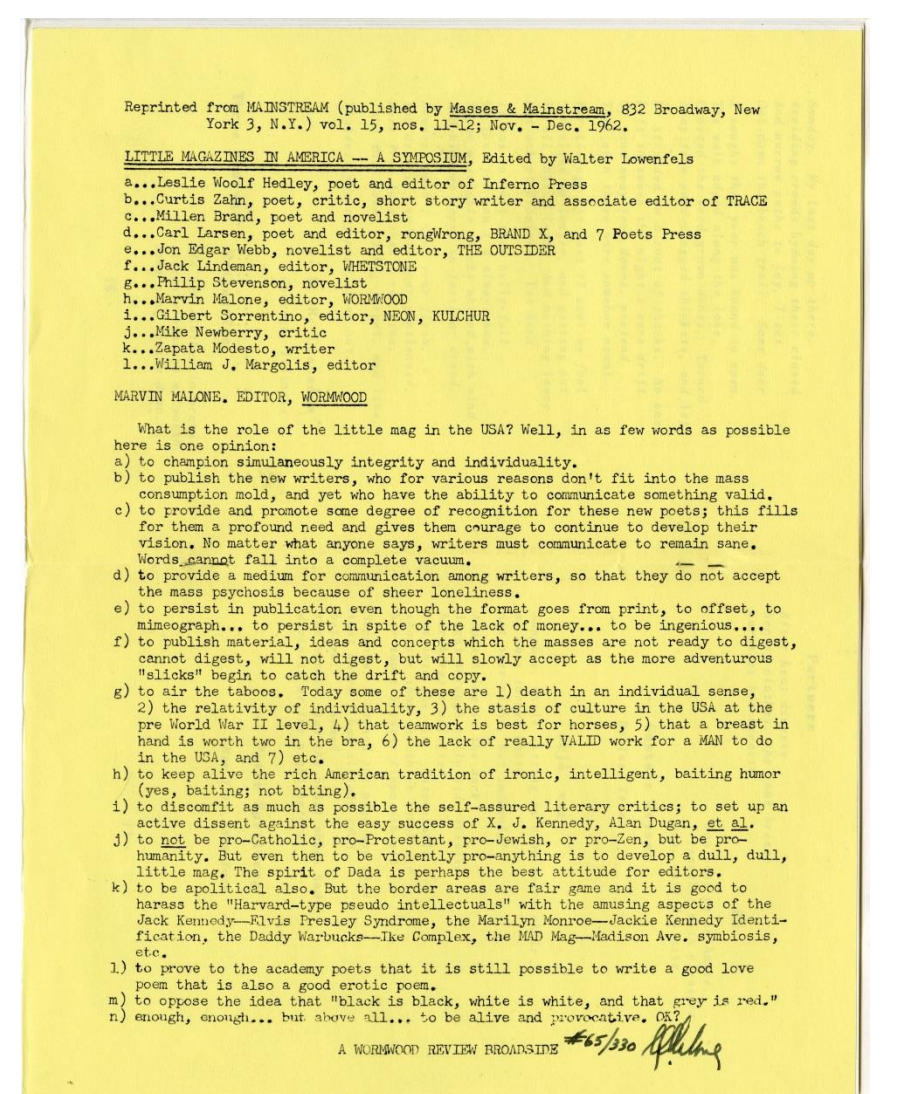 Reprinted from MAINSTREAM (published by Masses & Mainstream, 832 Broadway, New
York 3, N.Y.) vol. 15, nos. 11-12; Nov. - Dec. 1962.
LITTLE MAGAZINES IN AMERICA -- A SYMPOSIUM, Edited by Walter Lowenfels
a...Leslie Woolf Hedley, poet and editor of Inferno Press
b...Curtis Zahn, poet, critic, short story writer and associate editor of TRACE
c...Millen Brand, poet and novelist
d...Carl Larsen, poet and editor, rongWrong, BRAND X, and 7 Poets Press
e...Jon Edgar Webb, novelist and editor, THE OUTSIDER
f...Jack Lindeman, editor, WHETSTONE
g...Philip Stevenson, novelist
h...Marvin Malone, editor, WORMWOOD
i...Gilbert Sorrentino, editor, NEON, KULCHUR
j...Mike Newberry, critic
k...Zapata Modesto, writer
l...William J. Margolis, editor
MARVIN MALONE. EDITOR, WORMWOOD
What is the role of the little mag in the USA? Well, in as few words as possible
here is one opinion:
a) to champion simulaneously integrity and individuality.
b) to publish the new writers, who for various reasons don't fit into the mass
consumption mold, and yet who have the ability to communicate something valid.
c) to provide and promote some degree of recognition for these new poets; this fills
for them a profound need and gives them courage to continue to develop their
vision. No matter what anyone says, writers must communicate to remain sane.
Words cannot fall into a complete vacuum.
d) to provide a medium for communication among writers, so that they do not accept
the mass psychosis because of sheer loneliness.
e) to persist in publication even though the format goes from print, to offset, to
mimeograph... to persist in spite of the lack of money... to be ingenious....
f) to publish material, ideas and concepts which the masses are not ready to digest,
cannot digest, will not digest, but will slowly accept as the more adventurous
"slicks" begin to catch the drift and copy.
g) to air the taboos. Today some of these are 1) death in an individual sense,
2) the relativity of individuality, 3) the stasis of culture in the USA at the
pre World War II level, 4) that teamwork is best for horses, 5) that a breast in
hand is worth two in the bra, 6) the lack of really VALID work for a MAN to do
in the USA, and 7) etc.
h) to keep alive the rich American tradition of ironic, intelligent, baiting humor
(yes, baiting; not biting).
i) to discomfit as much as possible the self-assured literary critics; to set up an
active dissent against the easy success of X. J. Kennedy, Alan Dugan, et al.
j) to not be pro-Catholic, pro-Protestant, pro-Jewish, or pro-Zen, but be pro-
humanity. But even then to be violently pro-anything is to develop a dull, dull,
little mag. The spirit of Dada is perhaps the best attitude for editors.
k) to be apolitical also. But the border areas are fair game and it is good to
harass the "Harvard-type pseudo intellectuals" with the amusing aspects of the
Jack Kennedy—Elvis Presley Syndrome, the Marilyn Monroe—Jackie Kennedy Identi-
fication, the Daddy Warbucks—Ike Complex, the MAD Mag—Madison Ave. symbiosis,
etc.
l) to prove to the academy poets that it is still possible to write a good love
poem that is also a good erotic poem.
m) to oppose the idea that "black is black, white is white, and that grey is red."
n) enough, enough... but above all... to be alive and provocative. OK?
A WORMWOOD REVIEW BROADSIDE #65/330